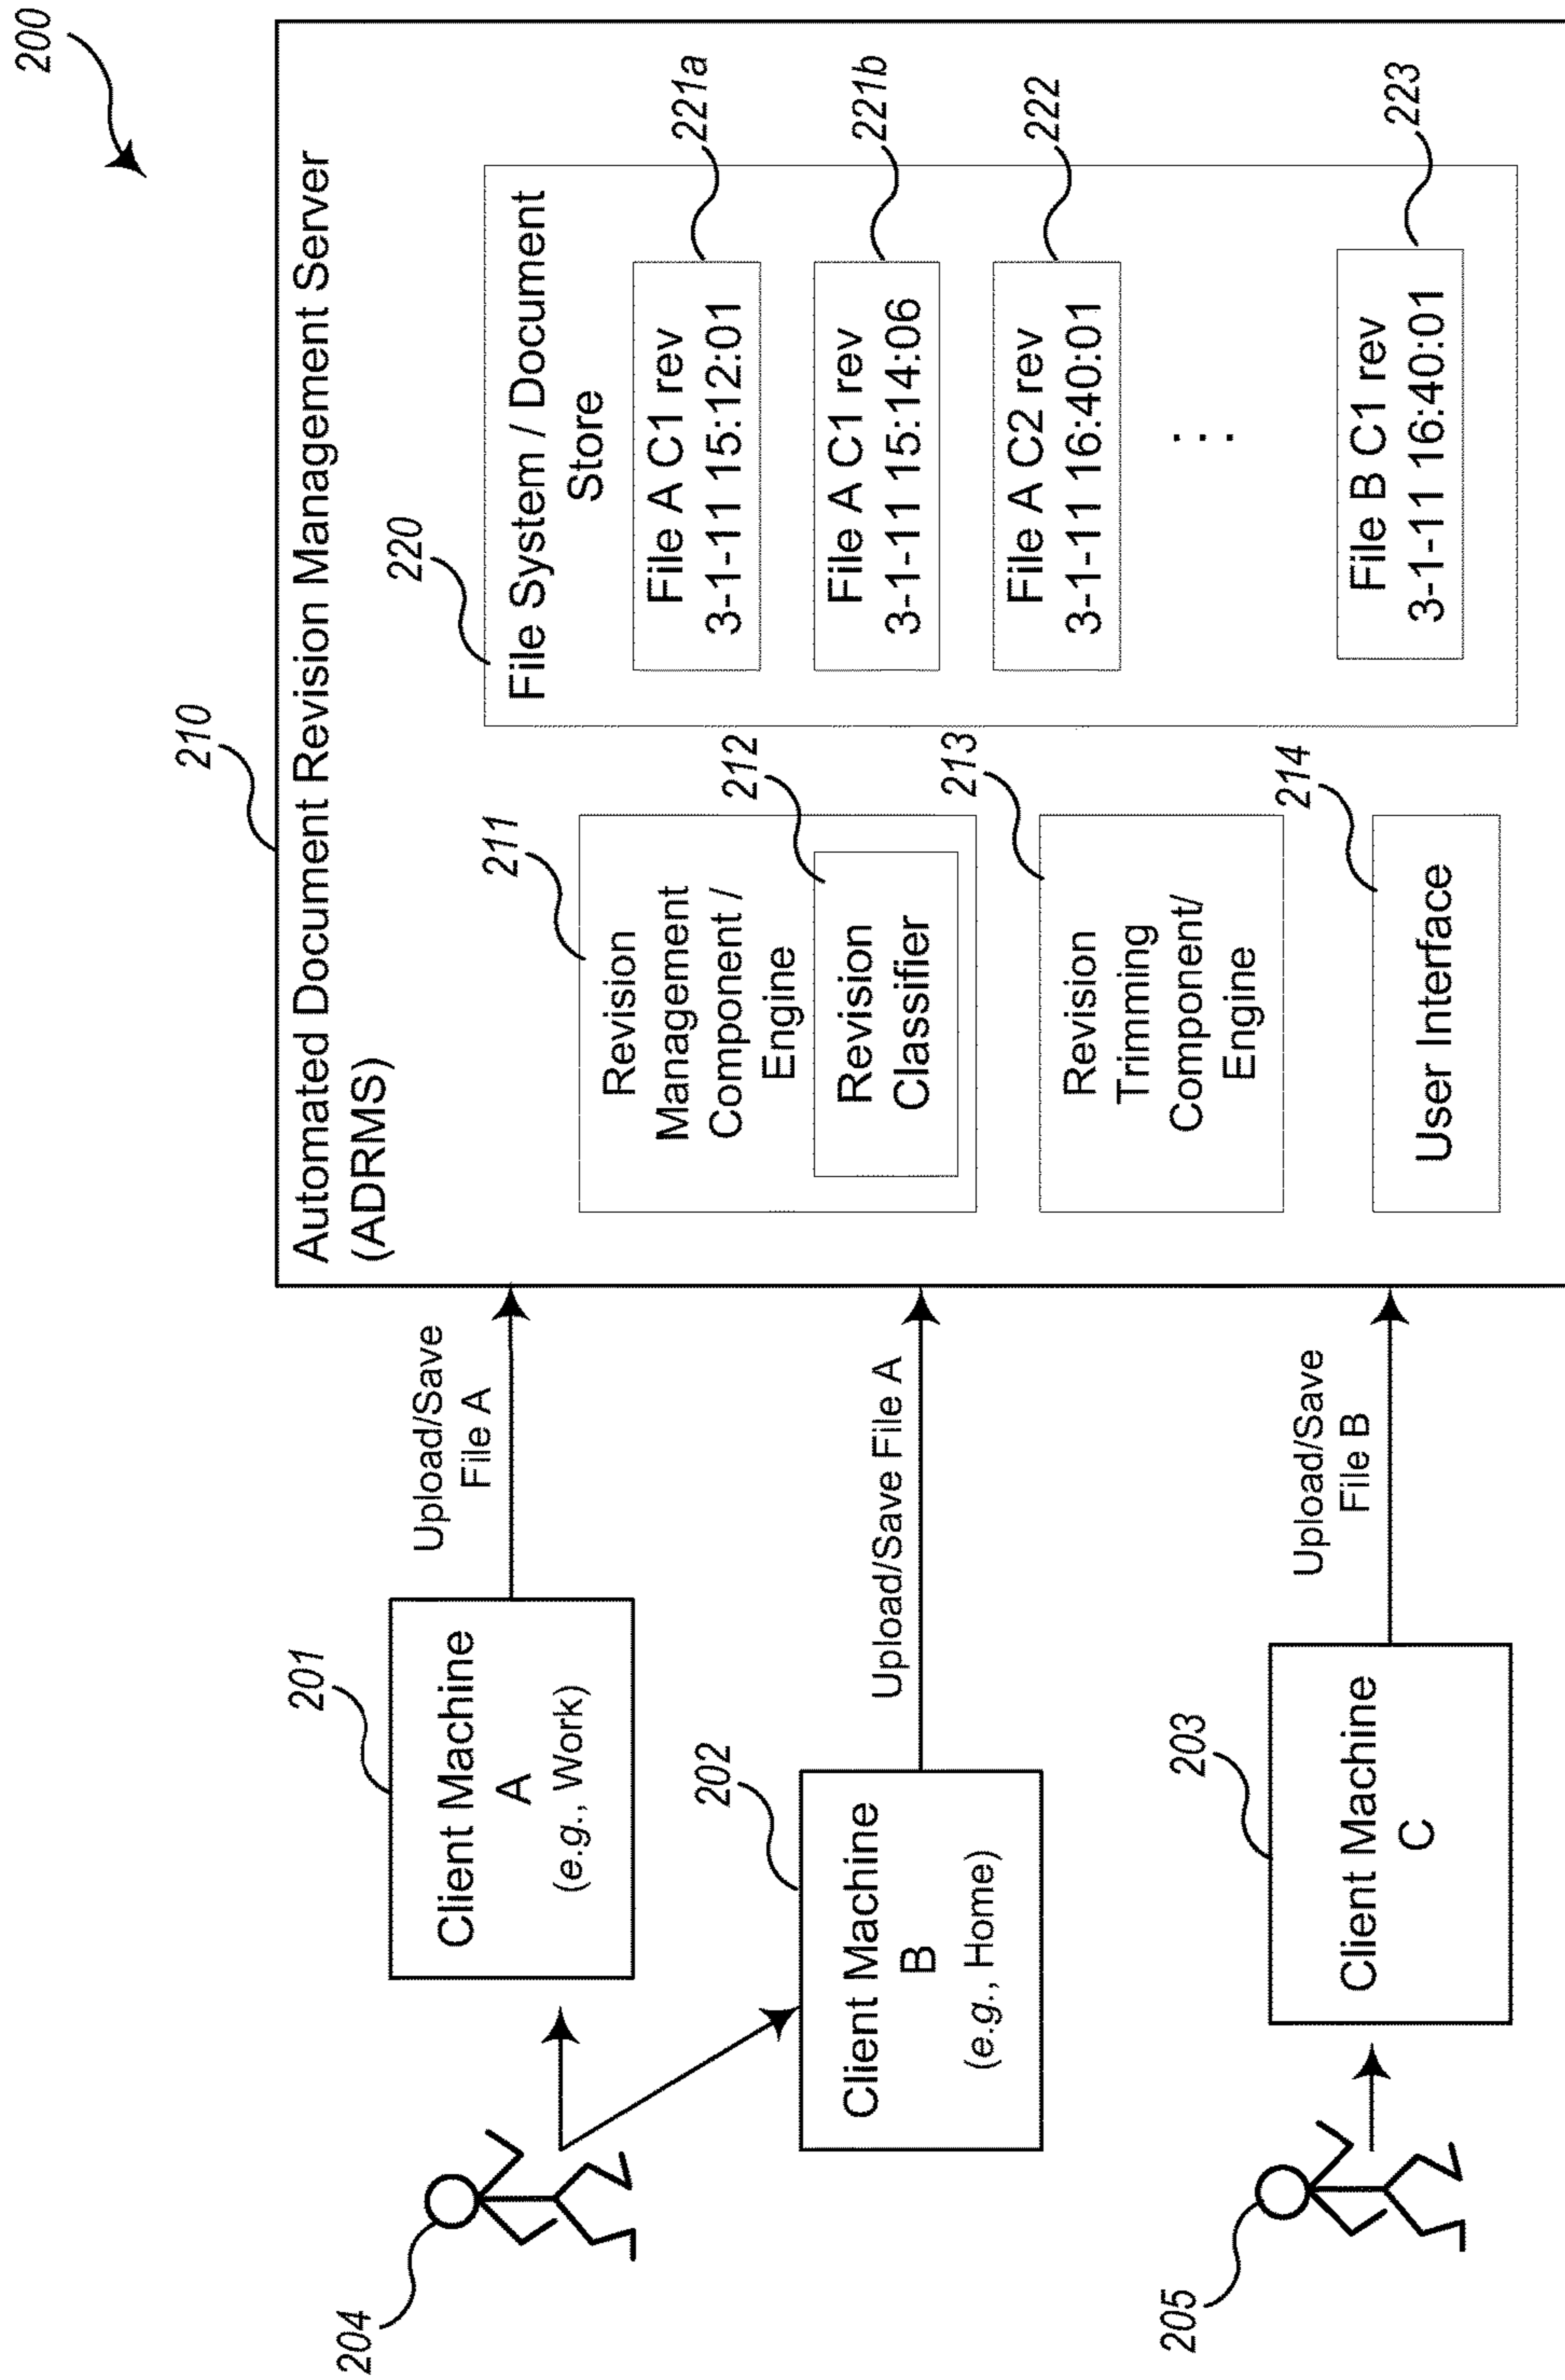 200
210
Automated Document Revision Management Server
(ADRMS)
204
201
Client Machine
A
(e.g., Work)
Upload/Save
File A
202
Client Machine
B
(e.g., Home)
Upload/Save File A
205
203
Client Machine
C
Upload/Save
File B
211
Revision
Management
Component /
Engine
212
Revision
Classifier
213
Revision
Trimming
Component/
Engine
214
User Interface
220
File System / Document
Store
File A C1 rev
3-1-11 15:12:01
221a
File A C1 rev
3-1-11 15:14:06
221b
File A C2 rev
3-1-11 16:40:01
222
...
File B C1 rev
3-1-11 16:40:01
223